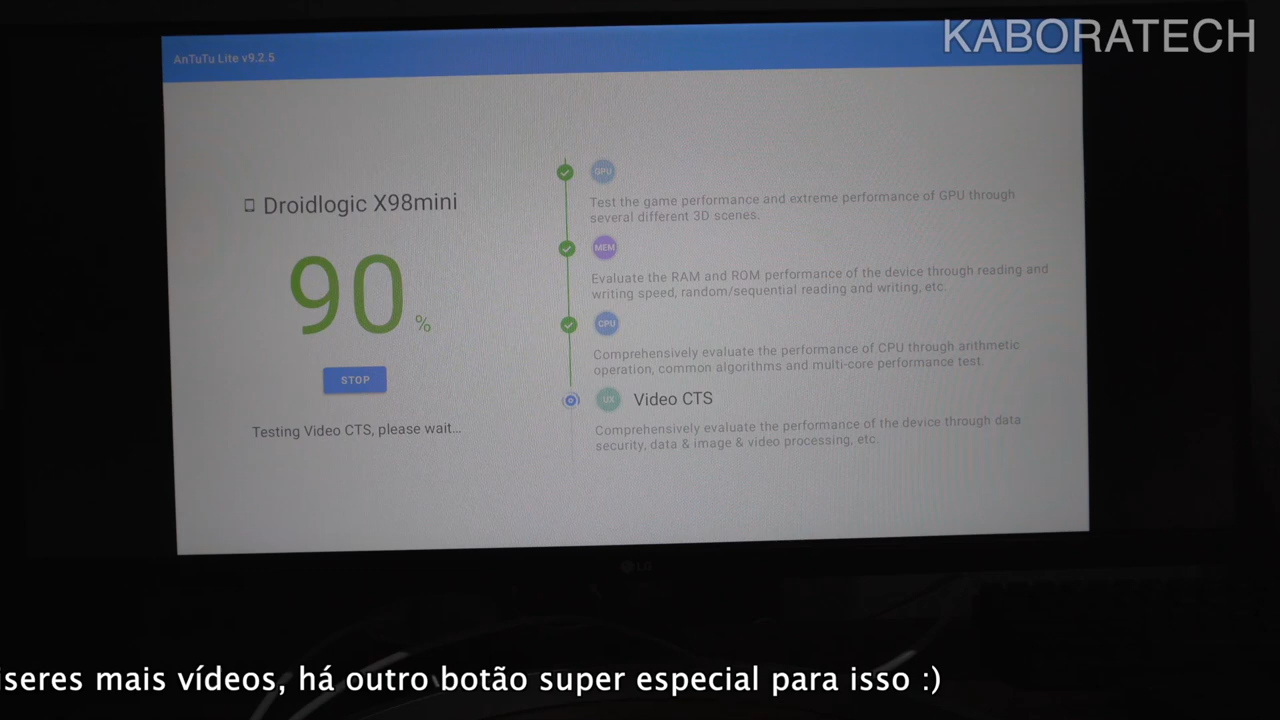 KABORATECH
AnTuTu Lite v9.2.5
Droidlogic X98mini
90 %
STOP
Testing Video CTS, please wait...
GPU
Test the game performance and extreme performance of GPU through
several different 3D scenes.
MEM
Evaluate the RAM and ROM performance of the device through reading and
writing speed, random/sequential reading and writing, etc.
CPU
Comprehensively evaluate the performance of CPU through arithmetic
operation, common algorithms and multi-core performance test.
UX Video CTS
Comprehensively evaluate the performance of the device through data
security, data & image & video processing, etc.
LG
iseres mais vídeos, há outro botão super especial para isso :)